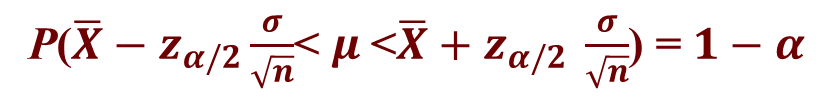 P(X̅ − z_{α/2} σ/√n < μ < X̅ + z_{α/2} σ/√n) = 1 − α